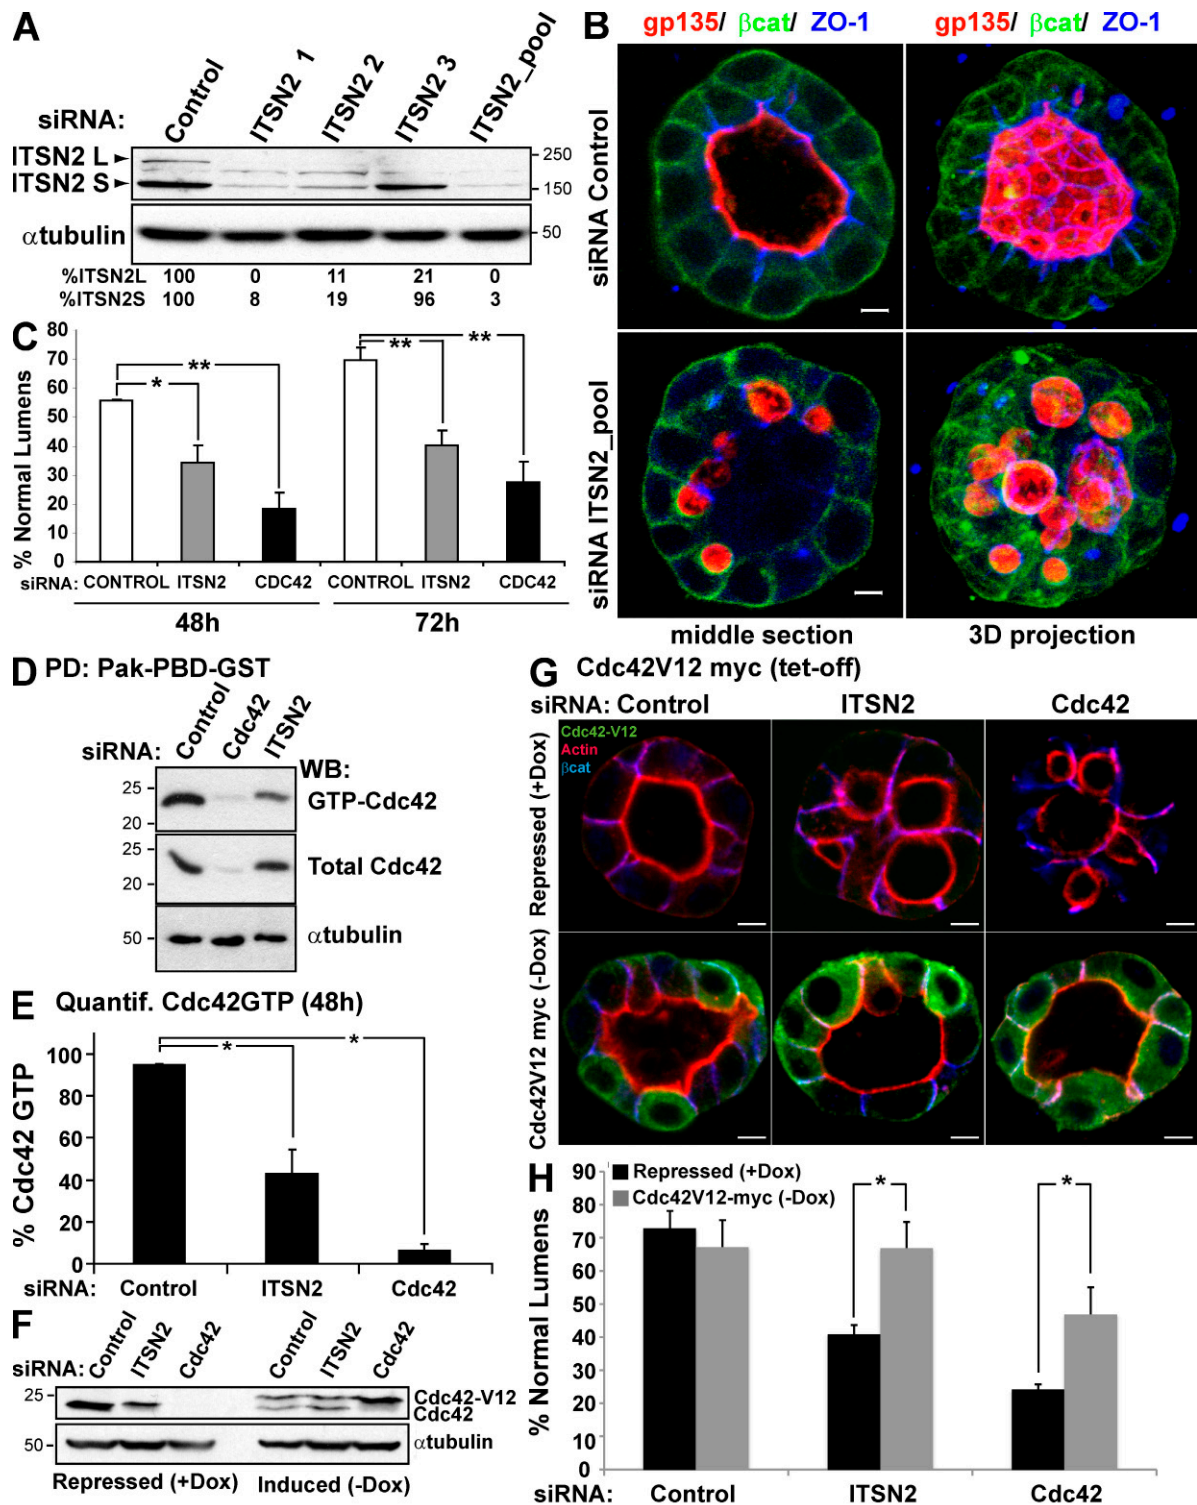 A
siRNA:
Control
ITSN2 1
ITSN2 2
ITSN2 3
ITSN2_pool
ITSN2 L
250
ITSN2 S
150
αtubulin
50
%ITSN2L 100 0 11 21 0
%ITSN2S 100 8 19 96 3
B
gp135/ βcat/ ZO-1
gp135/ βcat/ ZO-1
siRNA Control
siRNA ITSN2_pool
middle section
3D projection
C
% Normal Lumens
80
70
60
50
40
30
20
10
0
*
**
**
**
siRNA: CONTROL ITSN2 CDC42 CONTROL ITSN2 CDC42
48h
72h
D PD: Pak-PBD-GST
siRNA:
Control
Cdc42
ITSN2
WB:
25
20
GTP-Cdc42
25
20
Total Cdc42
50
αtubulin
E Quantif. Cdc42GTP (48h)
% Cdc42 GTP
100
80
60
40
20
0
*
*
siRNA: Control ITSN2 Cdc42
F
siRNA:
Control
ITSN2
Cdc42
Control
ITSN2
Cdc42
25
Cdc42-V12
Cdc42
50
αtubulin
Repressed (+Dox)
Induced (-Dox)
G Cdc42V12 myc (tet-off)
siRNA: Control ITSN2 Cdc42
Cdc42-V12
Actin
βcat
Repressed (+Dox)
Cdc42V12 myc (-Dox)
H
% Normal Lumens
90
80
70
60
50
40
30
20
10
0
Repressed (+Dox)
Cdc42V12-myc (-Dox)
*
*
siRNA: Control ITSN2 Cdc42